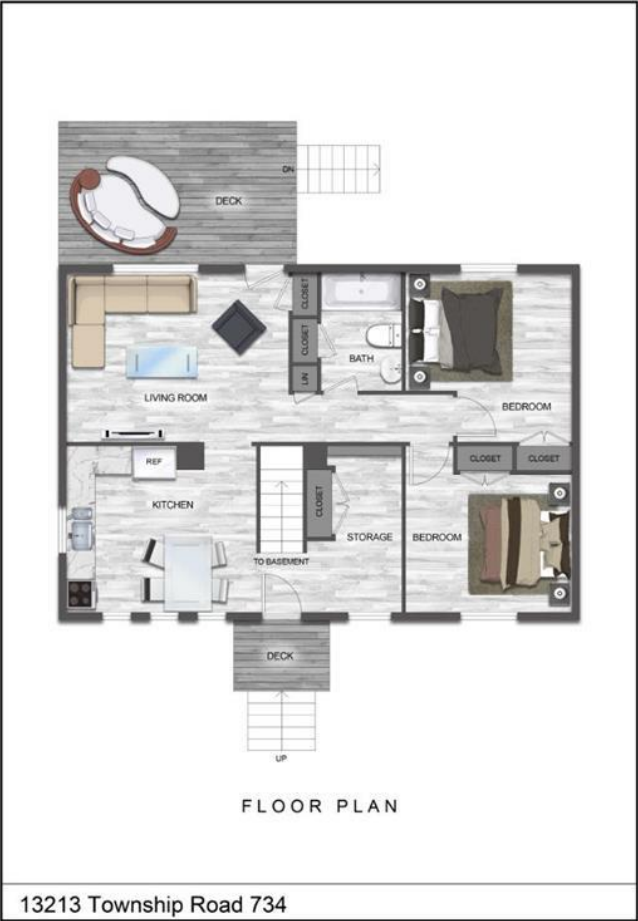 DN
DECK
CLOSET
CLOSET
LIN
BATH
LIVING ROOM
BEDROOM
REF
CLOSET
CLOSET
KITCHEN
CLOSET
STORAGE
BEDROOM
TO BASEMENT
DECK
UP
FLOOR PLAN
13213 Township Road 734